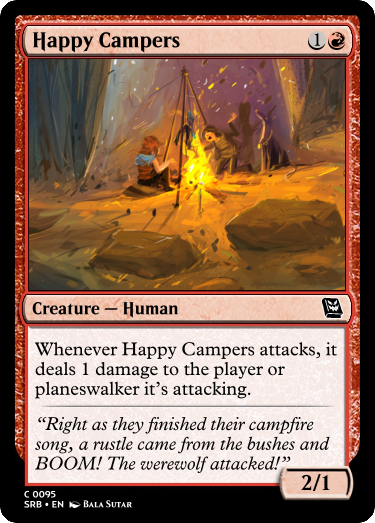 Happy Campers 1
Creature — Human
Whenever Happy Campers attacks, it
deals 1 damage to the player or
planeswalker it's attacking.
“Right as they finished their campfire
song, a rustle came from the bushes and
BOOM! The werewolf attacked!”
2/1
C 0095
SRB • EN Bala Sutar